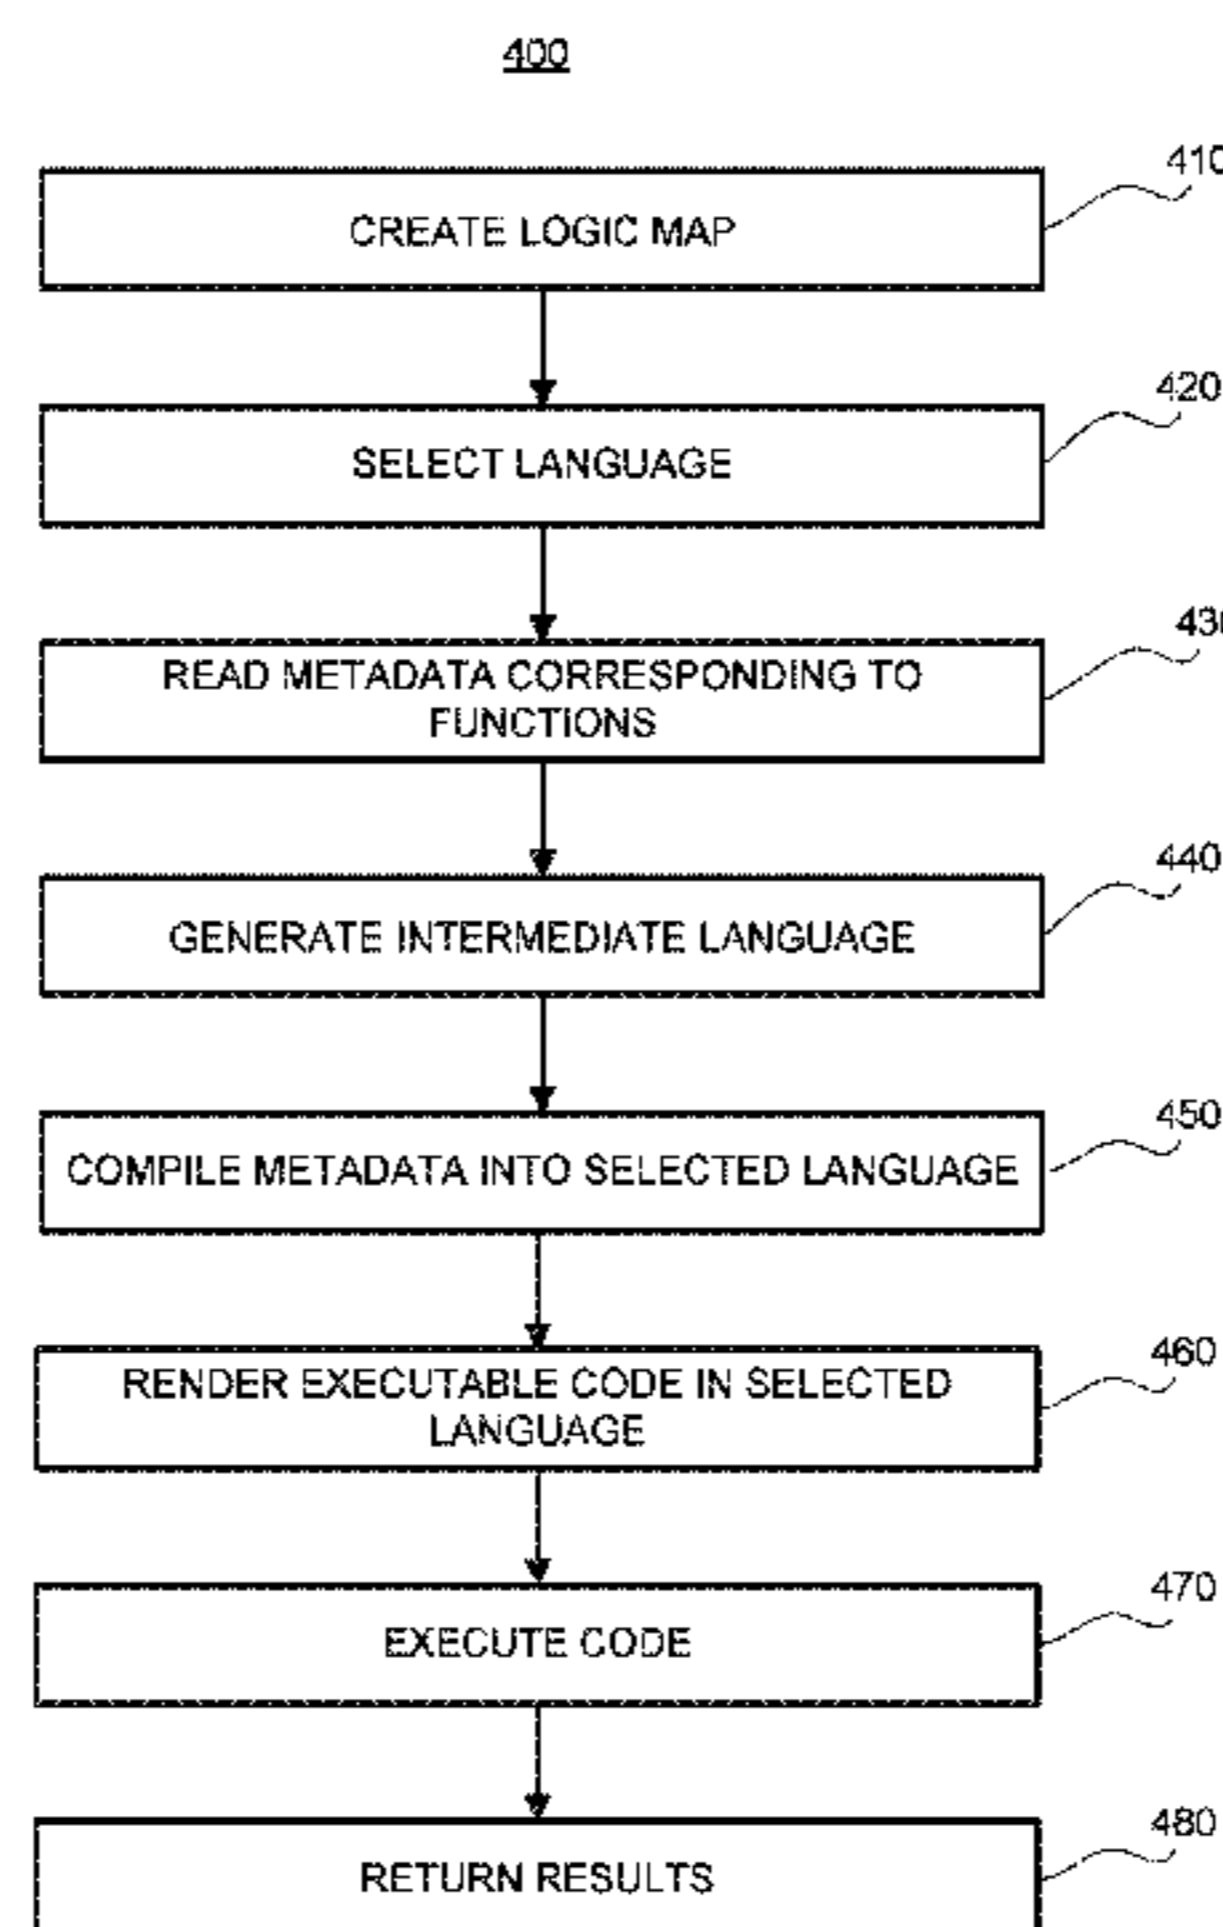 400
410
CREATE LOGIC MAP
420
SELECT LANGUAGE
430
READ METADATA CORRESPONDING TO
FUNCTIONS
440
GENERATE INTERMEDIATE LANGUAGE
450
COMPILE METADATA INTO SELECTED LANGUAGE
460
RENDER EXECUTABLE CODE IN SELECTED
LANGUAGE
470
EXECUTE CODE
480
RETURN RESULTS